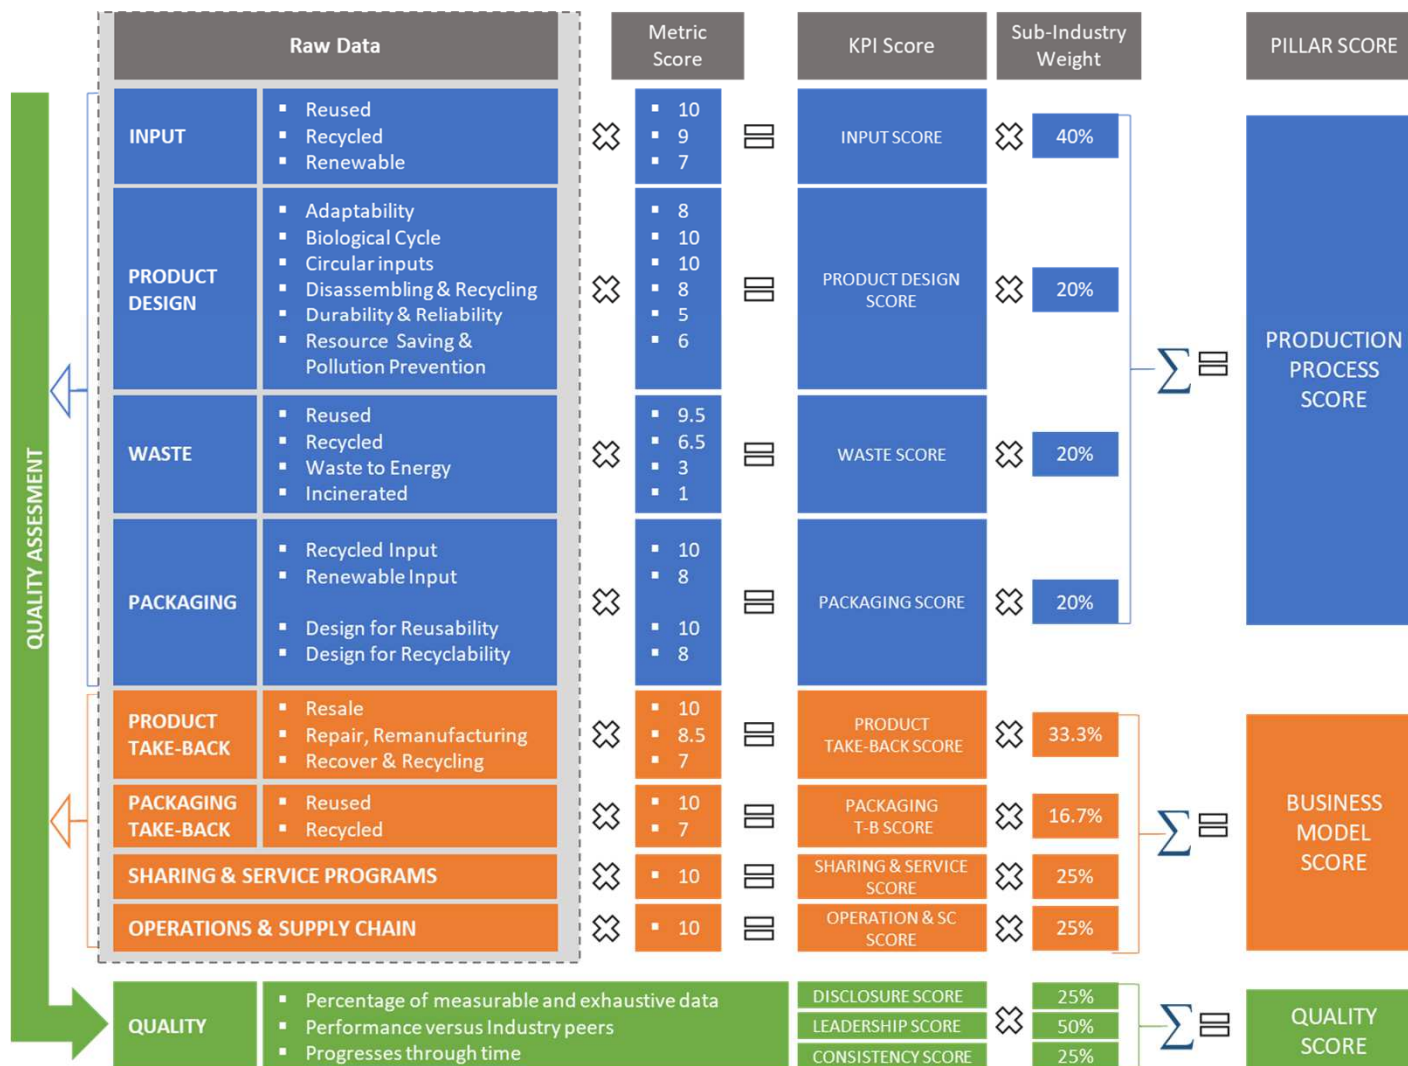 Raw Data
Metric
Score
KPI Score
Sub-Industry
Weight
PILLAR SCORE
QUALITY ASSESMENT
INPUT
▪ Reused
▪ Recycled
▪ Renewable
▪ 10
▪ 9
▪ 7
INPUT SCORE
40%
PRODUCT
DESIGN
▪ Adaptability
▪ Biological Cycle
▪ Circular inputs
▪ Disassembling & Recycling
▪ Durability & Reliability
▪ Resource Saving &
Pollution Prevention
▪ 8
▪ 10
▪ 10
▪ 8
▪ 5
▪ 6
PRODUCT DESIGN
SCORE
20%
WASTE
▪ Reused
▪ Recycled
▪ Waste to Energy
▪ Incinerated
▪ 9.5
▪ 6.5
▪ 3
▪ 1
WASTE SCORE
20%
PACKAGING
▪ Recycled Input
▪ Renewable Input
▪ Design for Reusability
▪ Design for Recyclability
▪ 10
▪ 8
▪ 10
▪ 8
PACKAGING SCORE
20%
∑
PRODUCTION
PROCESS
SCORE
PRODUCT
TAKE-BACK
▪ Resale
▪ Repair, Remanufacturing
▪ Recover & Recycling
▪ 10
▪ 8.5
▪ 7
PRODUCT
TAKE-BACK SCORE
33.3%
PACKAGING
TAKE-BACK
▪ Reused
▪ Recycled
▪ 10
▪ 7
PACKAGING
T-B SCORE
16.7%
SHARING & SERVICE PROGRAMS
▪ 10
SHARING & SERVICE
SCORE
25%
OPERATIONS & SUPPLY CHAIN
▪ 10
OPERATION & SC
SCORE
25%
∑
BUSINESS
MODEL
SCORE
QUALITY
▪ Percentage of measurable and exhaustive data
▪ Performance versus Industry peers
▪ Progresses through time
DISCLOSURE SCORE
LEADERSHIP SCORE
CONSISTENCY SCORE
25%
50%
25%
∑
QUALITY
SCORE